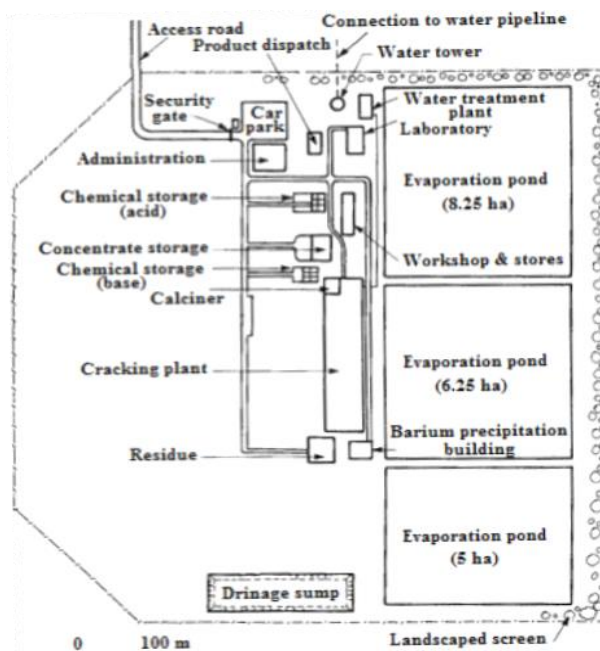 Connection to water pipeline
Access road
Product dispatch
Water tower
Security
gate
Car
park
Water treatment
plant
Laboratory
Administration
Evaporation pond
(8.25 ha)
Chemical storage
(acid)
Concentrate storage
Workshop & stores
Chemical storage
(base)
Calciner
Cracking plant
Evaporation pond
(6.25 ha)
Barium precipitation
building
Residue
Evaporation pond
(5 ha)
Drinage sump
Landscaped screen
0 100 m